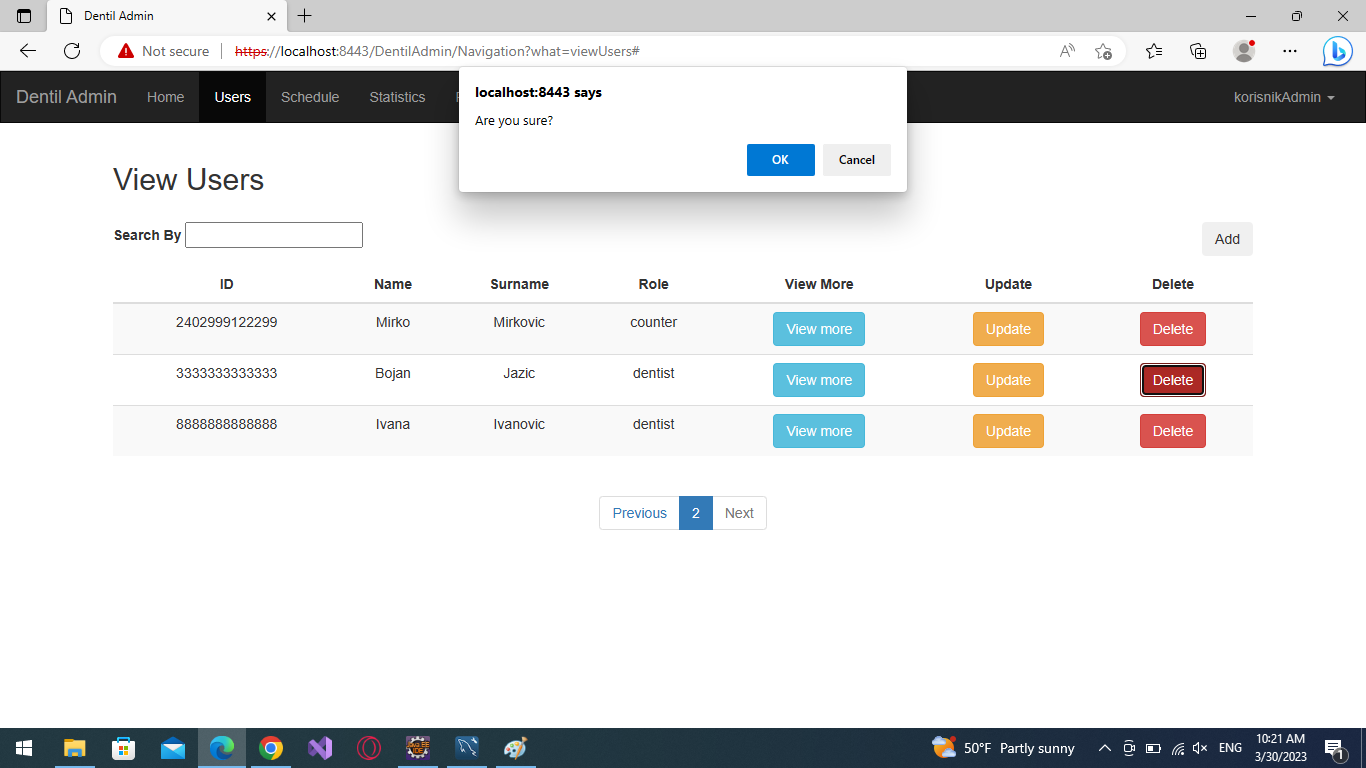 Dentil Admin
Not secure https://localhost:8443/DentilAdmin/Navigation?what=viewUsers#
Dentil Admin Home Users Schedule Statistics korisnikAdmin
localhost:8443 says
Are you sure?
OK Cancel
View Users
Search By
Add
ID Name Surname Role View More Update Delete
2402999122299 Mirko Mirkovic counter View more Update Delete
3333333333333 Bojan Jazic dentist View more Update Delete
8888888888888 Ivana Ivanovic dentist View more Update Delete
Previous 2 Next
50°F Partly sunny ENG 10:21 AM
3/30/2023 1